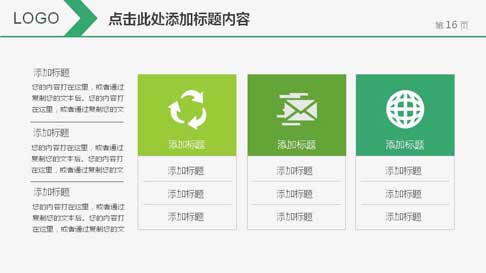 LOGO
点击此处添加标题内容
第 16 页
添加标题
您的内容打在这里，或者通过
复制您的文本后。您的内容打
在这里，或者通过复制您的文
添加标题
您的内容打在这里，或者通过
复制您的文本后。您的内容打
在这里，或者通过复制您的文
添加标题
您的内容打在这里，或者通过
复制您的文本后。您的内容打
在这里，或者通过复制您的文
添加标题
添加标题
添加标题
添加标题
添加标题
添加标题
添加标题
添加标题
添加标题
添加标题
添加标题
添加标题